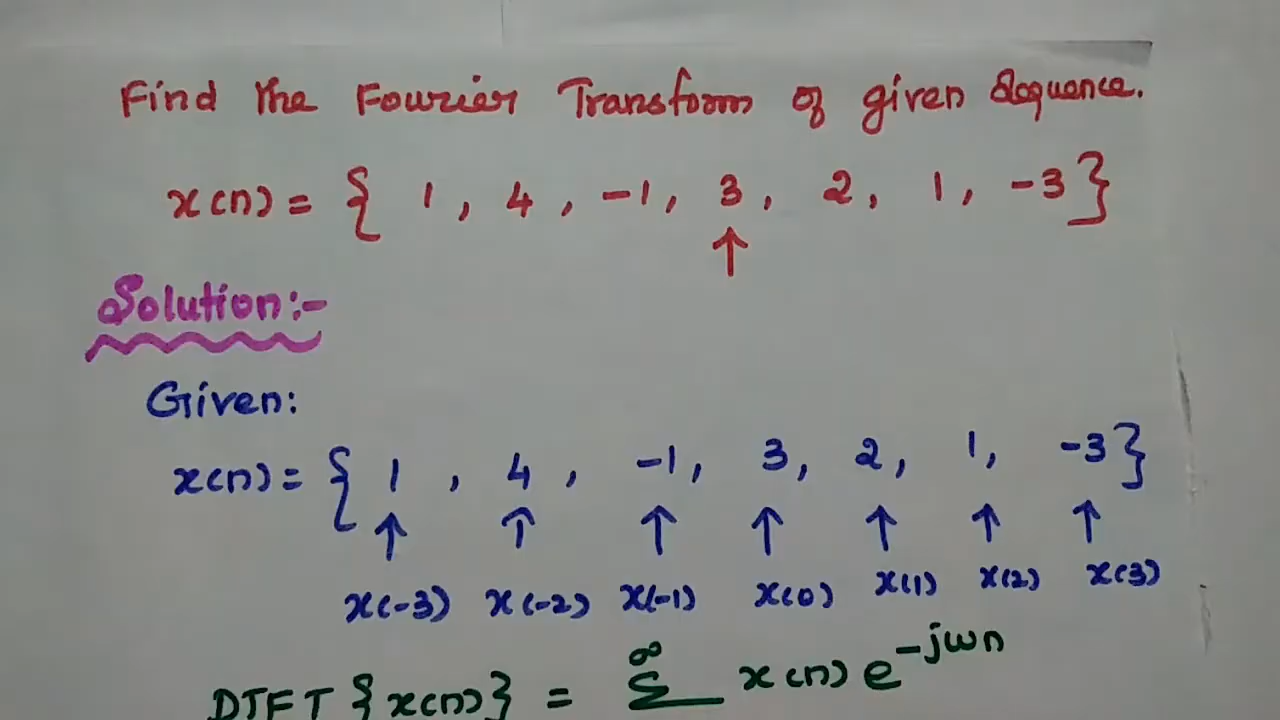 Find the Fourier Transform of given Sequence.
x(n) = { 1, 4, -1, 3, 2, 1, -3}
↑
Solution:-
Given:
x(n) = { 1, 4, -1, 3, 2, 1, -3}
↑ ↑ ↑ ↑ ↑ ↑ ↑
x(-3) x(-2) x(-1) x(0) x(1) x(2) x(3)
DTFT {x(n)} = ∞ Σ x(n) e^-jωn